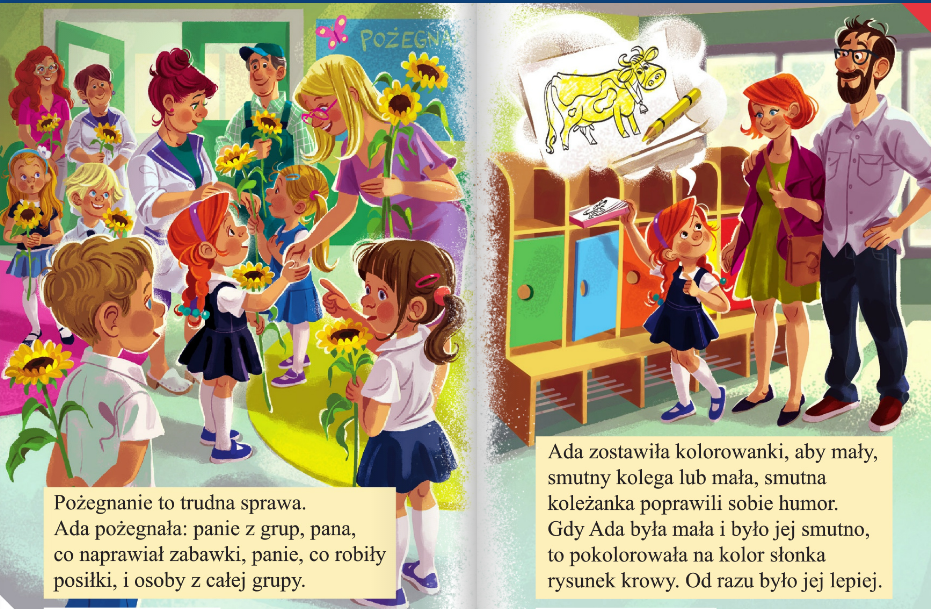 POŻEGN
Pożegnanie to trudna sprawa.
Ada pożegnała: panie z grup, pana,
co naprawiał zabawki, panie, co robiły
posiłki, i osoby z całej grupy.
Ada zostawiła kolorowanki, aby mały,
smutny kolega lub mała, smutna
koleżanka poprawili sobie humor.
Gdy Ada była mała i było jej smutno,
to pokolorowała na kolor słonka
rysunek krowy. Od razu było jej lepiej.